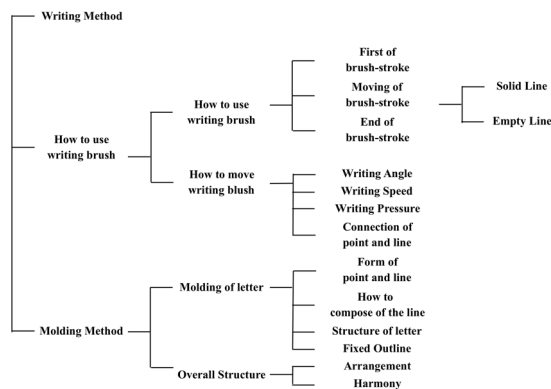 Writing Method
How to use
writing brush
How to use
writing brush
First of
brush-stroke
Moving of
brush-stroke
End of
brush-stroke
Solid Line
Empty Line
How to move
writing blush
Writing Angle
Writing Speed
Writing Pressure
Connection of
point and line
Molding Method
Molding of letter
Form of
point and line
How to
compose of the line
Structure of letter
Fixed Outline
Overall Structure
Arrangement
Harmony